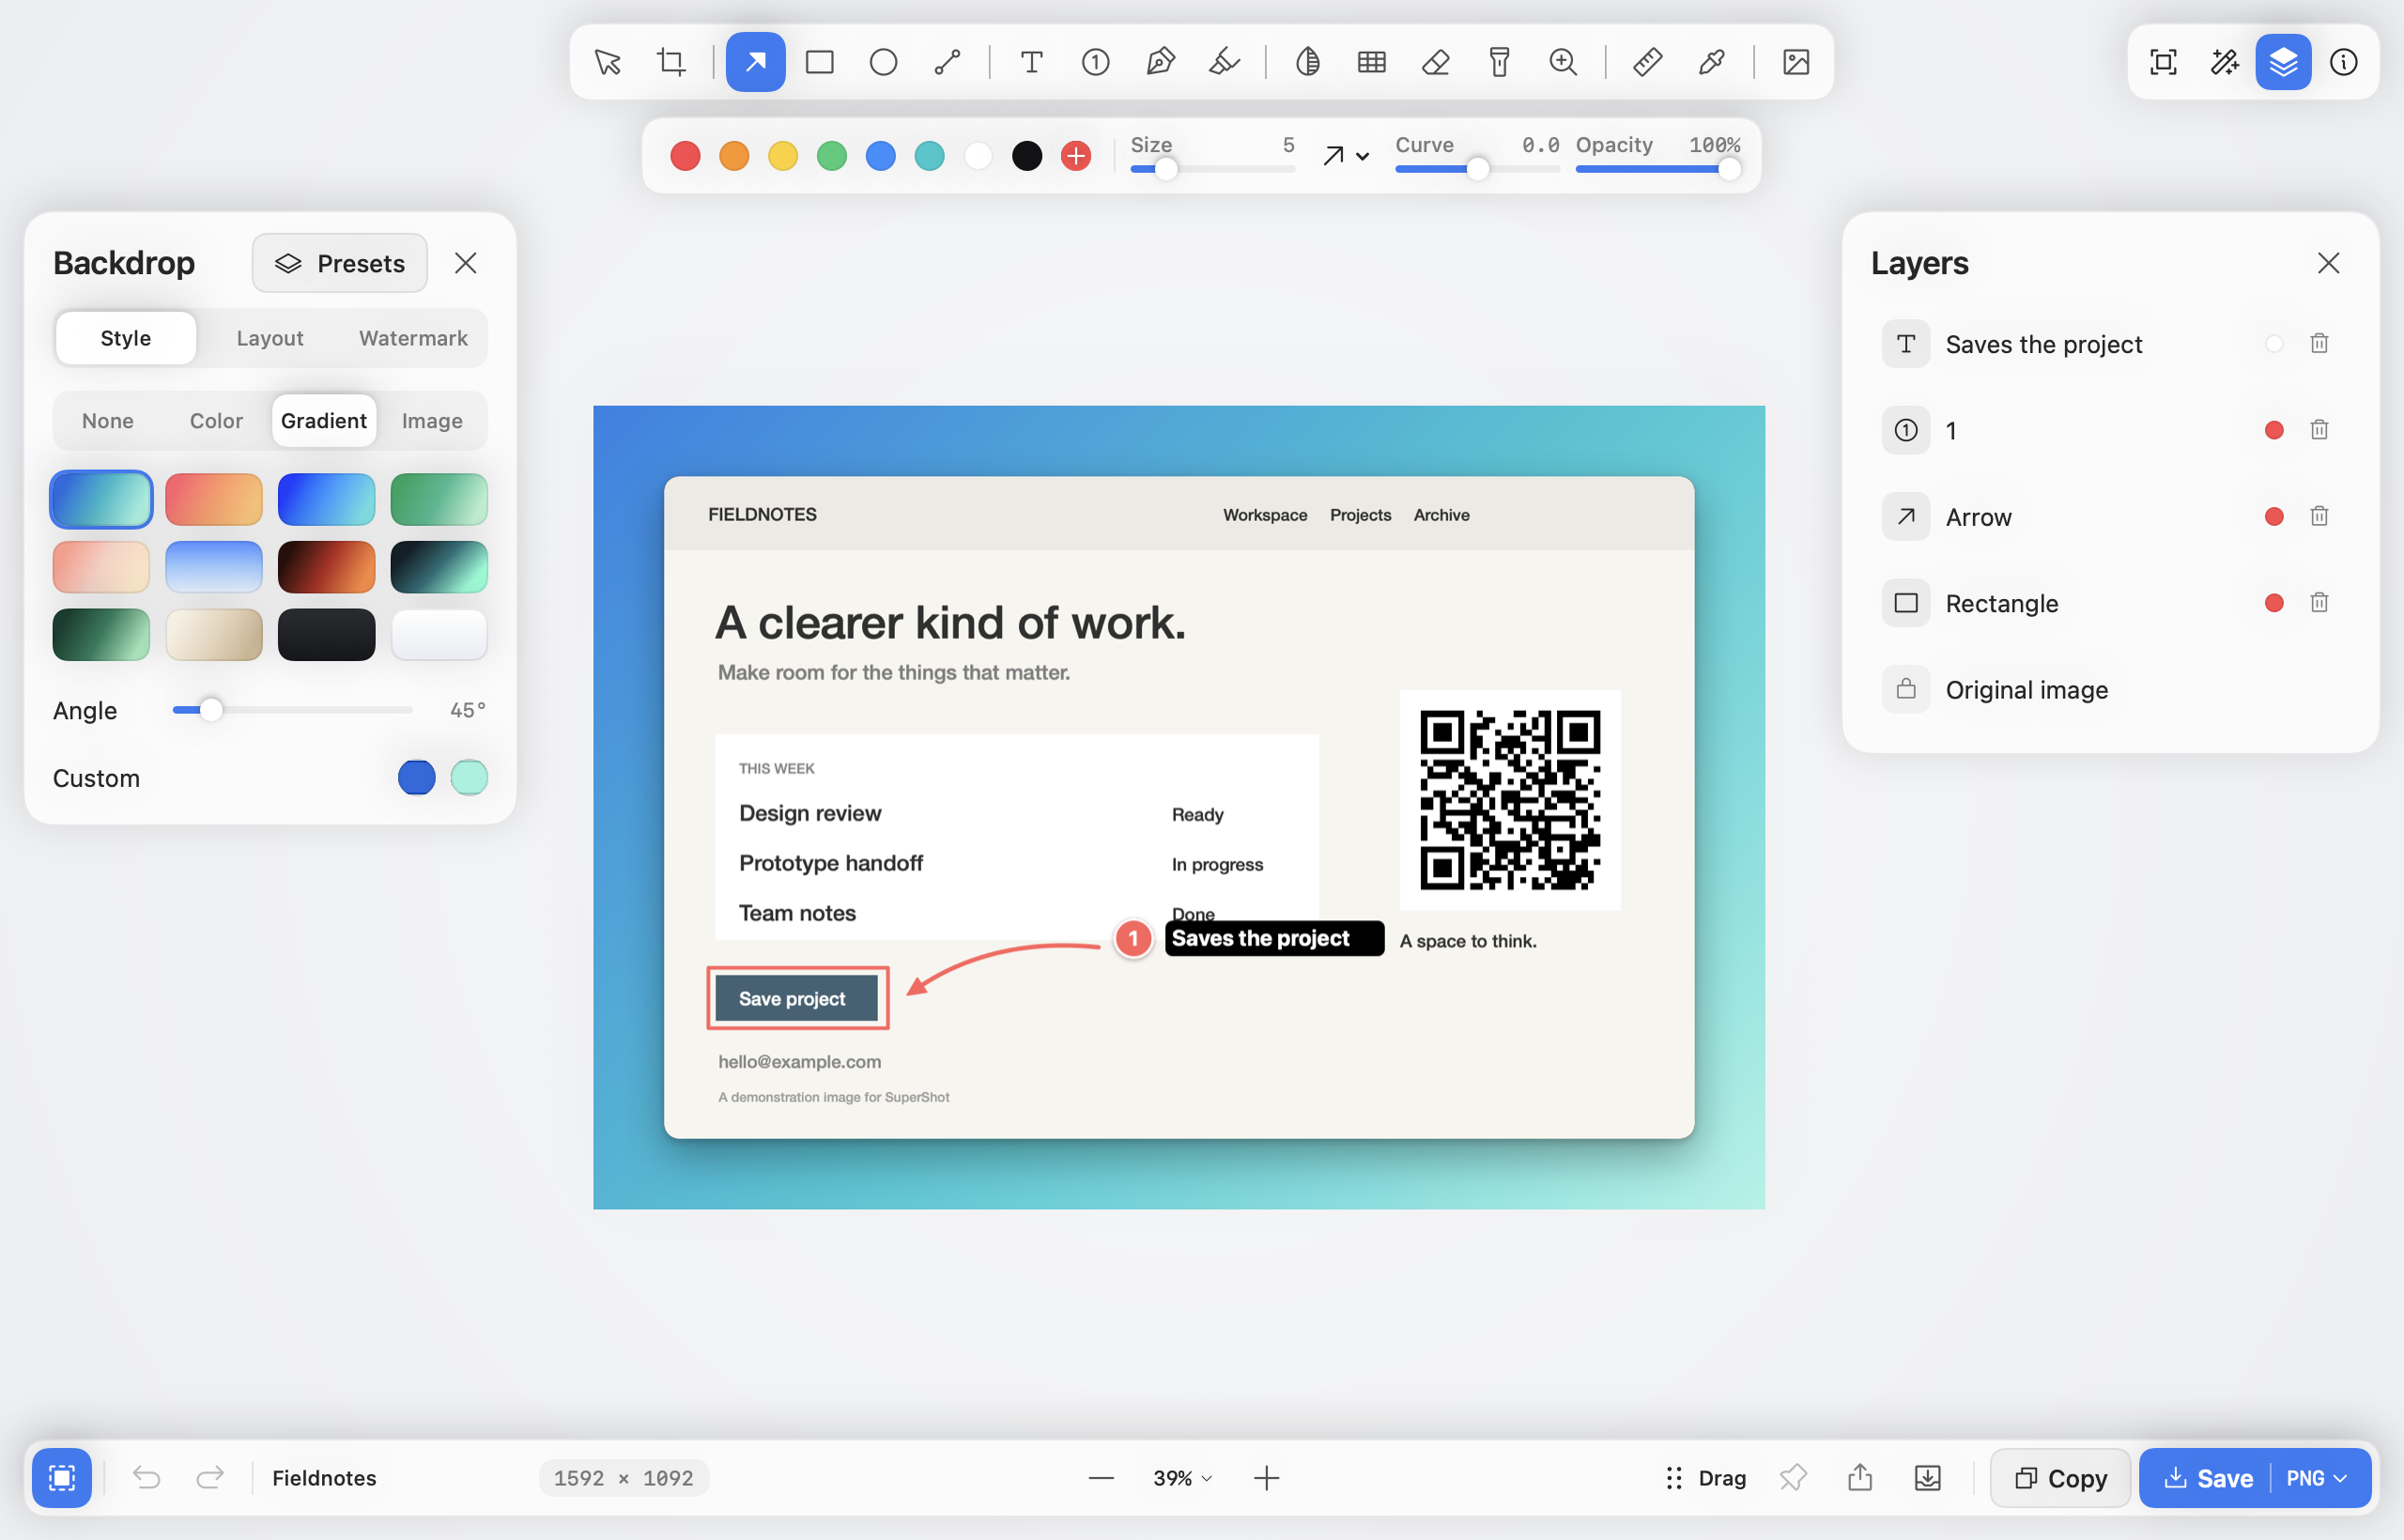 Size 5
Curve 0.0
Opacity 100%
Backdrop
Presets
Style Layout Watermark
None Color Gradient Image
Angle 45°
Custom
FIELDNOTES
Workspace Projects Archive
A clearer kind of work.
Make room for the things that matter.
THIS WEEK
Design review Ready
Prototype handoff In progress
Team notes Done
1 Saves the project
A space to think.
Save project
hello@example.com
A demonstration image for SuperShot
Layers
Saves the project
1
Arrow
Rectangle
Original image
Fieldnotes
1592 × 1092
39%
Drag
Copy
Save PNG